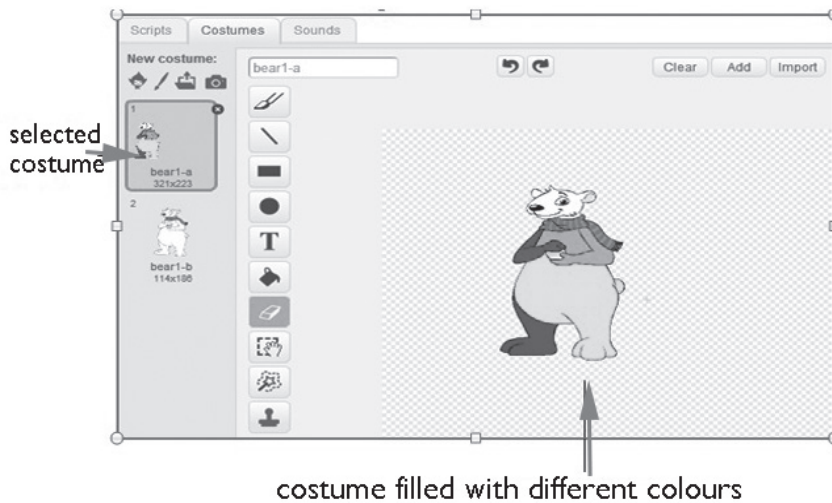 Scripts Costumes Sounds
New costume:
bear1-a
Clear Add Import
1
selected
costume
bear1-a
321x223
2
T
bear1-b
114x186
costume filled with different colours